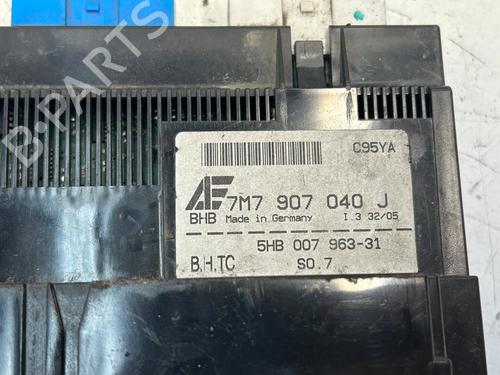 B-PARTS
C95YA
AF 7M7 907 040 J
BHB Made in Germany I.3 32/05
5HB 007 963-31
B.H.TC S0.7